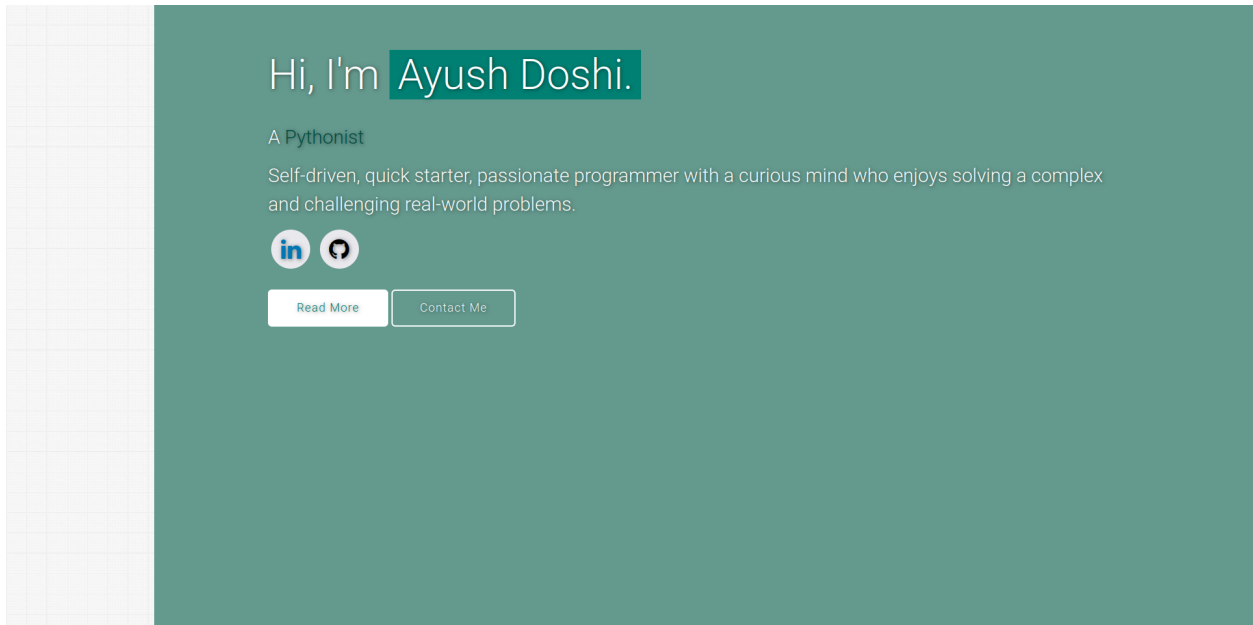 Hi, I'm Ayush Doshi.
A Pythonist
Self-driven, quick starter, passionate programmer with a curious mind who enjoys solving a complex
and challenging real-world problems.
in
Read More Contact Me